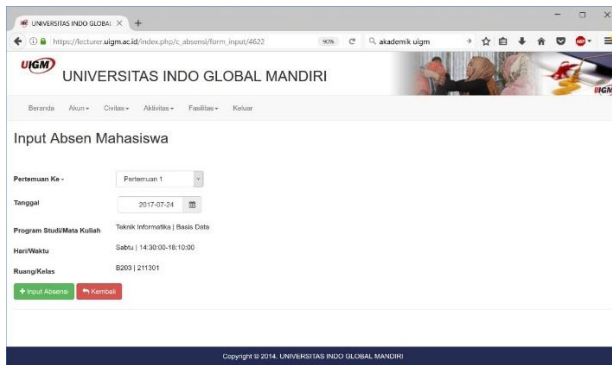 UNIVERSITAS INDO GLOBAL
https://lecturer.uigm.ac.id/index.php/c_absensi/form_input/4622
90%
akademik uigm
UIGM
UNIVERSITAS INDO GLOBAL MANDIRI
UIGM
Beranda Akun Civitas Aktivitas Fasilitas Keluar
Input Absen Mahasiswa
Pertemuan Ke - Pertemuan 1
Tanggal 2017-07-24
Program Studi/Mata Kuliah Teknik Informatika | Basis Data
Hari/Waktu Sabtu | 14:30:00-18:10:00
Ruang/Kelas B203 | 211301
+ Input Absensi Kembali
Copyright © 2014. UNIVERSITAS INDO GLOBAL MANDIRI